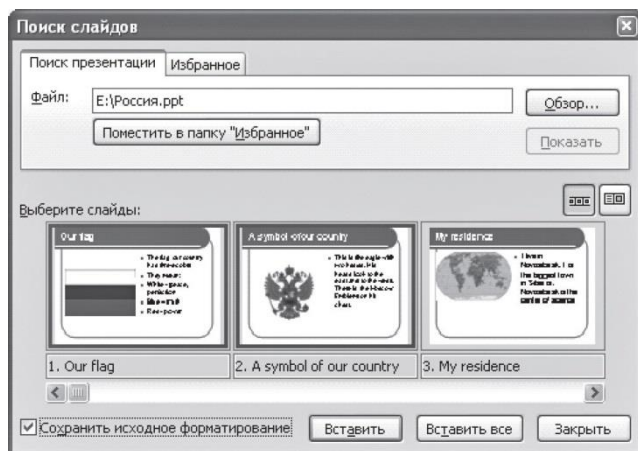 Поиск слайдов
Поиск презентации Избранное
Файл: E:\Россия.ppt Обзор...
Поместить в папку "Избранное" Показать
Выберите слайды:
Our flag
A symbol of our country
My residence
1. Our flag 2. A symbol of our country 3. My residence
Сохранить исходное форматирование Вставить Вставить все Закрыть